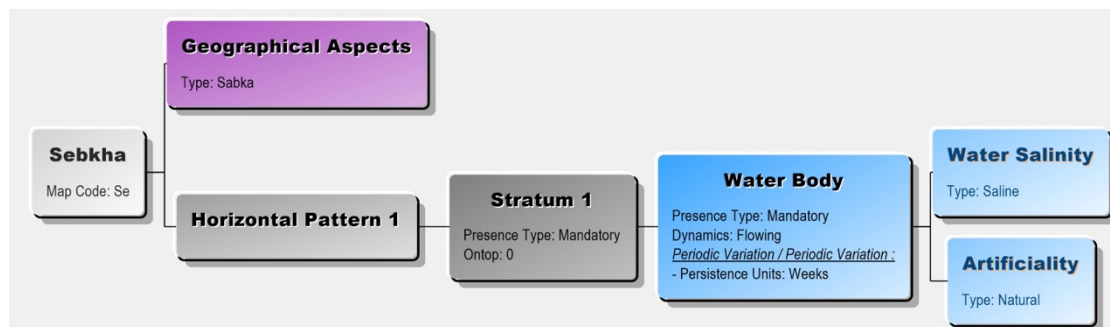 Geographical Aspects
Type: Sabka
Sebkha
Map Code: Se
Horizontal Pattern 1
Stratum 1
Presence Type: Mandatory
Ontop: 0
Water Body
Presence Type: Mandatory
Dynamics: Flowing
Periodic Variation / Periodic Variation :
- Persistence Units: Weeks
Water Salinity
Type: Saline
Artificiality
Type: Natural